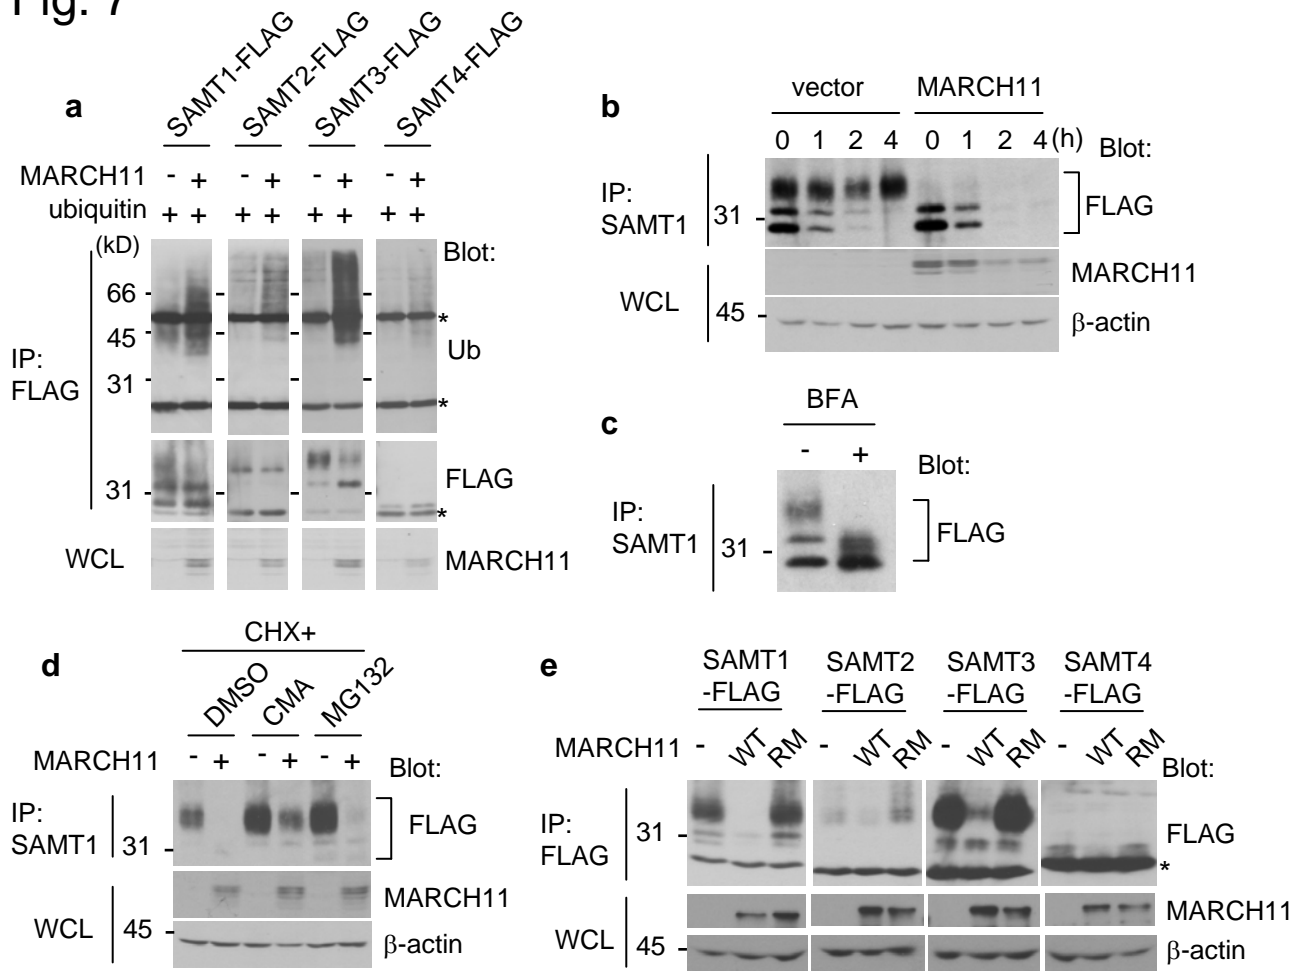 Fig. 7
a
SAMT1-FLAG
SAMT2-FLAG
SAMT3-FLAG
SAMT4-FLAG
MARCH11 - + - + - + - +
ubiquitin + + + + + + + +
(kD)
Blot:
66
45
31
*
Ub
*
IP:
FLAG
31
FLAG
*
WCL
MARCH11
b
vector MARCH11
0 1 2 4 0 1 2 4 (h)
Blot:
IP:
SAMT1
31
FLAG
WCL
MARCH11
45
β-actin
c
BFA
- +
Blot:
IP:
SAMT1
31
FLAG
d
CHX+
DMSO
CMA
MG132
MARCH11 - + - + - +
Blot:
IP:
SAMT1
31
FLAG
WCL
MARCH11
45
β-actin
e
SAMT1
-FLAG
SAMT2
-FLAG
SAMT3
-FLAG
SAMT4
-FLAG
MARCH11 - WT RM - WT RM - WT RM - WT RM
Blot:
IP:
FLAG
31
FLAG
*
WCL
MARCH11
45
β-actin